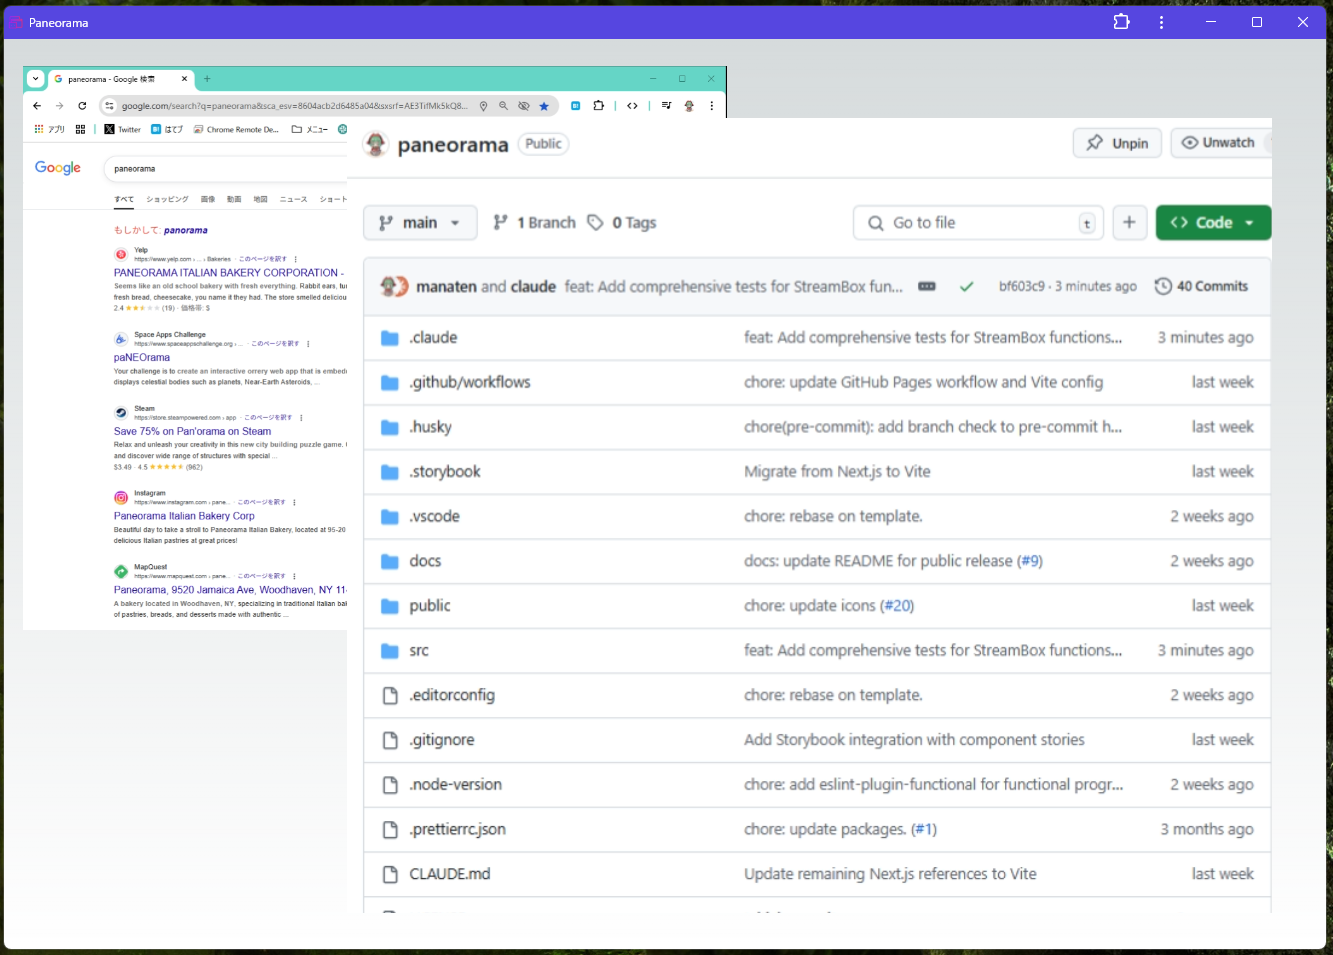 Paneorama
paneorama - Google 検索
google.com/search?q=paneorama&sca_esv=8604acb2d6485a04&sxsrf=AE3TifMk5kQ8...
アプリ
Twitter
はてブ
Chrome Remote De...
メニュー
Google
paneorama
すべて ショッピング 画像 動画 地図 ニュース ショート
もしかして: panorama
Yelp
https://www.yelp.com › ... › Bakeries · このページを訳す
PANEORAMA ITALIAN BAKERY CORPORATION -
Seems like an old school bakery with fresh everything. Rabbit ears,
fresh bread, cheesecake, you name it they had. The store smelled
2.4 ★★★★★ (19) · 価格帯: $
Space Apps Challenge
https://www.spaceappschallenge.org › ... · このページを訳す
paNEOrama
Your challenge is to create an interactive orrery web app that is
displays celestial bodies such as planets, Near-Earth Asteroids, ...
Steam
https://store.steampowered.com › app · このページを訳す
Save 75% on Pan'orama on Steam
Relax and unleash your creativity in this new city building puzzle game.
and discover wide range of structures with special ...
$3.49 · 4.5 ★★★★★ (962)
Instagram
https://www.instagram.com › pane... · このページを訳す
Paneorama Italian Bakery Corp
Beautiful day to take a stroll to Paneorama Italian Bakery, located at 95-20
delicious Italian pastries at great prices!
MapQuest
https://www.mapquest.com › pane... · このページを訳す
Paneorama, 9520 Jamaica Ave, Woodhaven, NY
A bakery located in Woodhaven, NY, specializing in traditional Italian
of pastries, breads, and desserts made with authentic ...
paneorama Public
Unpin
Unwatch
main
1 Branch
0 Tags
Go to file t
Code
manaten and claude feat: Add comprehensive tests for StreamBox fun... bf603c9 · 3 minutes ago 40 Commits
.claude feat: Add comprehensive tests for StreamBox functions... 3 minutes ago
.github/workflows chore: update GitHub Pages workflow and Vite config last week
.husky chore(pre-commit): add branch check to pre-commit h... last week
.storybook Migrate from Next.js to Vite last week
.vscode chore: rebase on template. 2 weeks ago
docs docs: update README for public release (#9) 2 weeks ago
public chore: update icons (#20) last week
src feat: Add comprehensive tests for StreamBox functions... 3 minutes ago
.editorconfig chore: rebase on template. 2 weeks ago
.gitignore Add Storybook integration with component stories last week
.node-version chore: add eslint-plugin-functional for functional progr... 2 weeks ago
.prettierrc.json chore: update packages. (#1) 3 months ago
CLAUDE.md Update remaining Next.js references to Vite last week